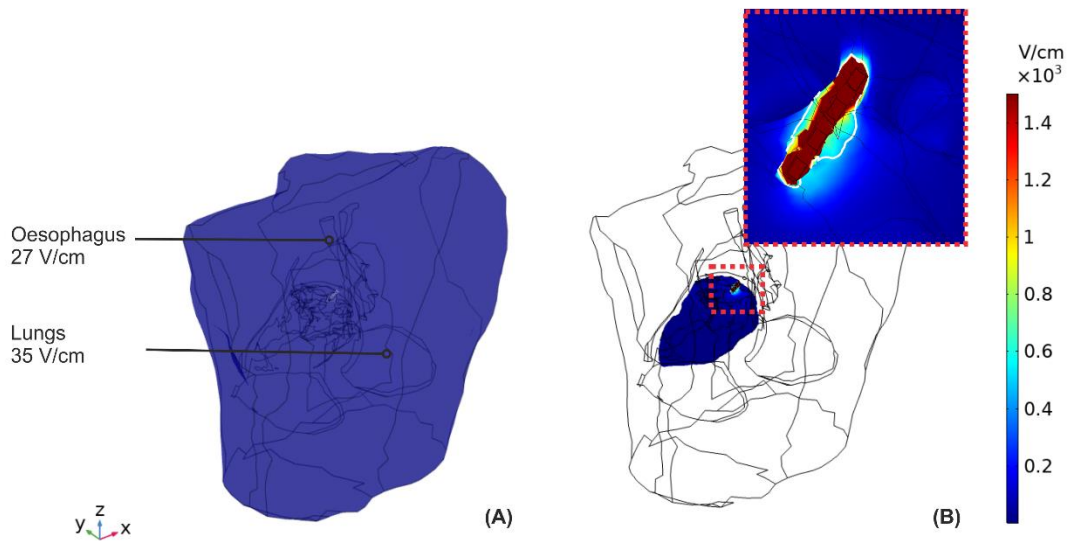 V/cm
×10³
1.4
1.2
1
0.8
0.6
0.4
0.2
Oesophagus
27 V/cm
Lungs
35 V/cm
z
y
x
(A)
(B)